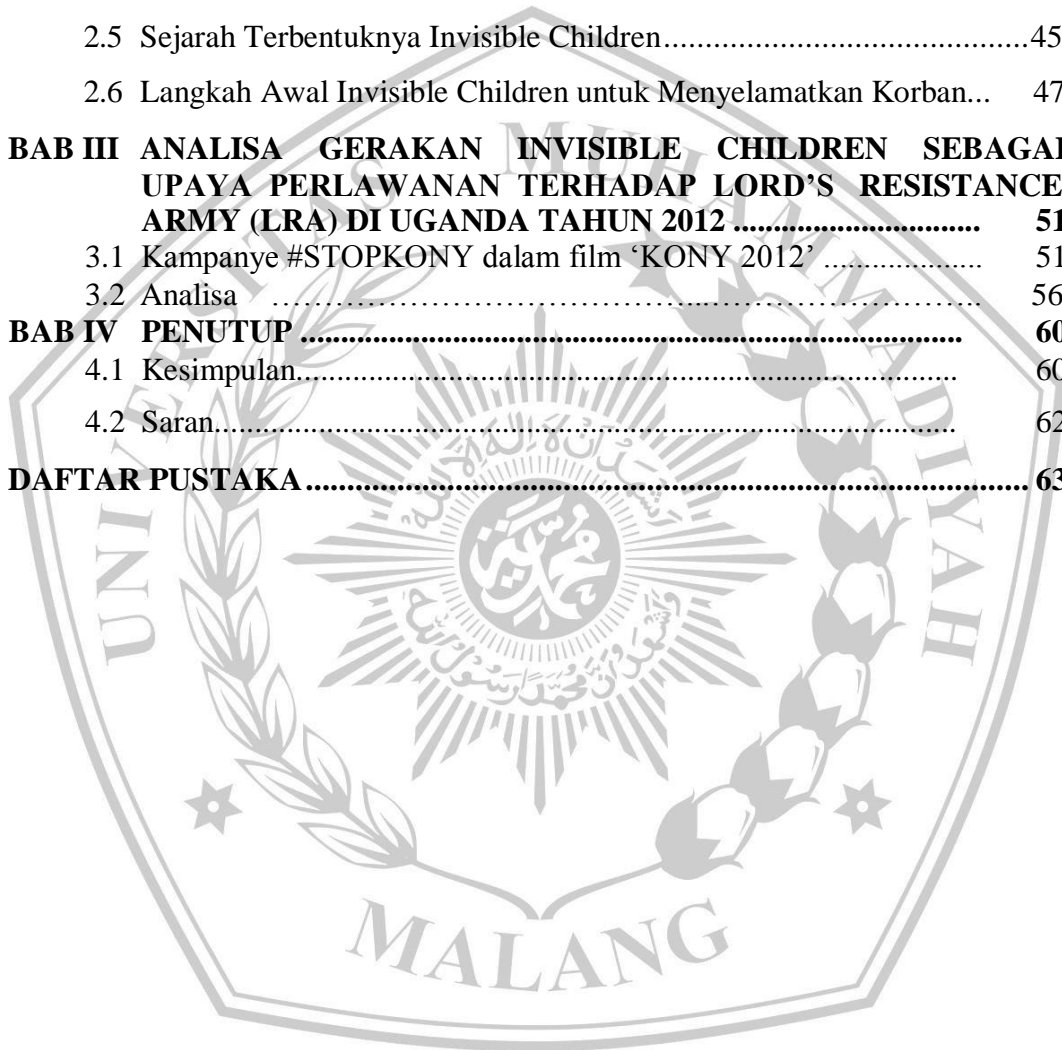 2.5 Sejarah Terbentuknya Invisible Children............................................45
2.6 Langkah Awal Invisible Children untuk Menyelamatkan Korban... 47
BAB III ANALISA GERAKAN INVISIBLE CHILDREN SEBAGAI
UPAYA PERLAWANAN TERHADAP LORD’S RESISTANCE
ARMY (LRA) DI UGANDA TAHUN 2012 .............................. 51
3.1 Kampanye #STOPKONY dalam film ‘KONY 2012’ ................... 51
3.2 Analisa ……………………………………………...………………………….. 56
BAB IV PENUTUP ................................................................................ 60
4.1 Kesimpulan................................................................................ 60
4.2 Saran.......................................................................................... 62
DAFTAR PUSTAKA....................................................................................... 63
UNIVERSITAS MUHAMMADIYAH
MALANG